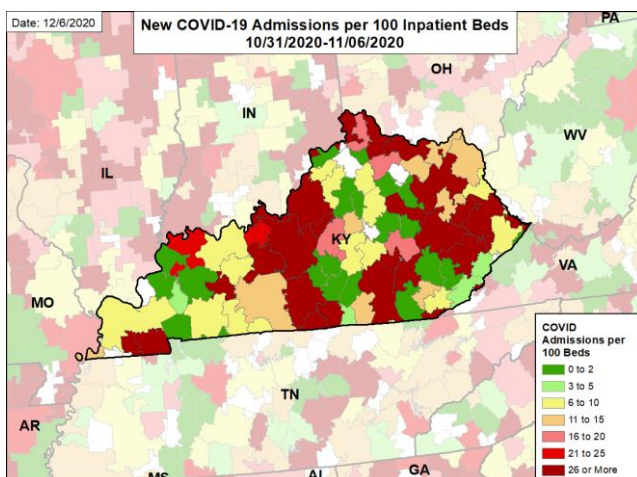 Date: 12/6/2020
New COVID-19 Admissions per 100 Inpatient Beds
10/31/2020-11/06/2020
PA
OH
IN
WV
IL
KY
VA
MO
TN
AR
MS
AL
GA
COVID
Admissions per
100 Beds
0 to 2
3 to 5
6 to 10
11 to 15
16 to 20
21 to 25
26 or More